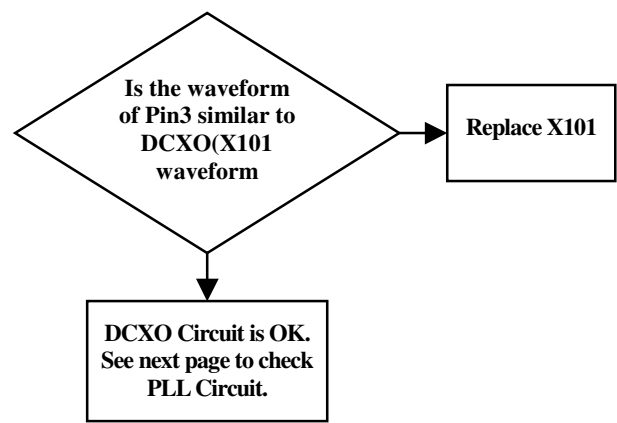 Is the waveform
of Pin3 similar to
DCXO(X101
waveform
Replace X101
DCXO Circuit is OK.
See next page to check
PLL Circuit.